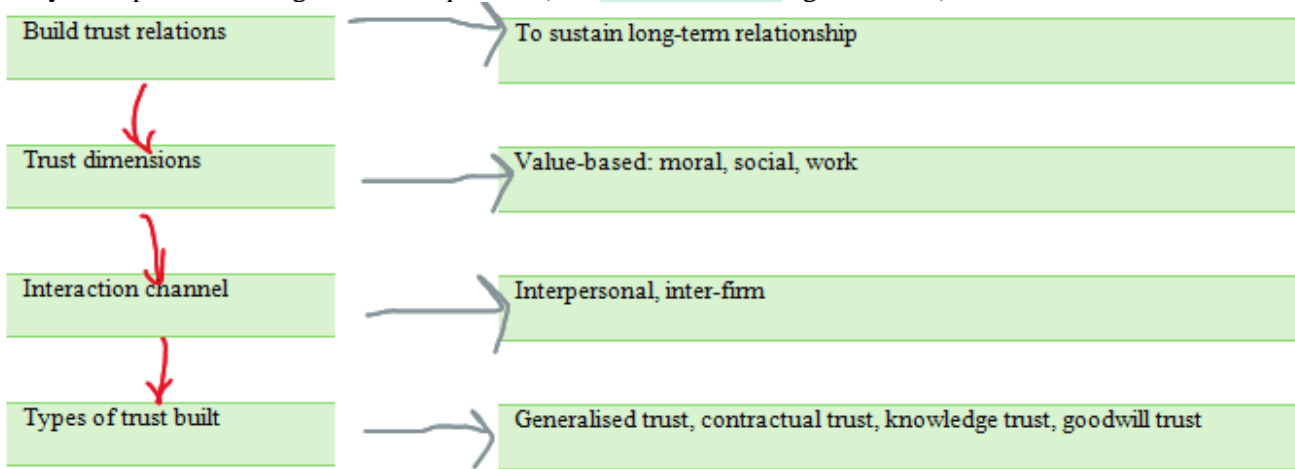 Build trust relations
To sustain long-term relationship
Trust dimensions
Value-based: moral, social, work
Interaction channel
Interpersonal, inter-firm
Types of trust built
Generalised trust, contractual trust, knowledge trust, goodwill trust